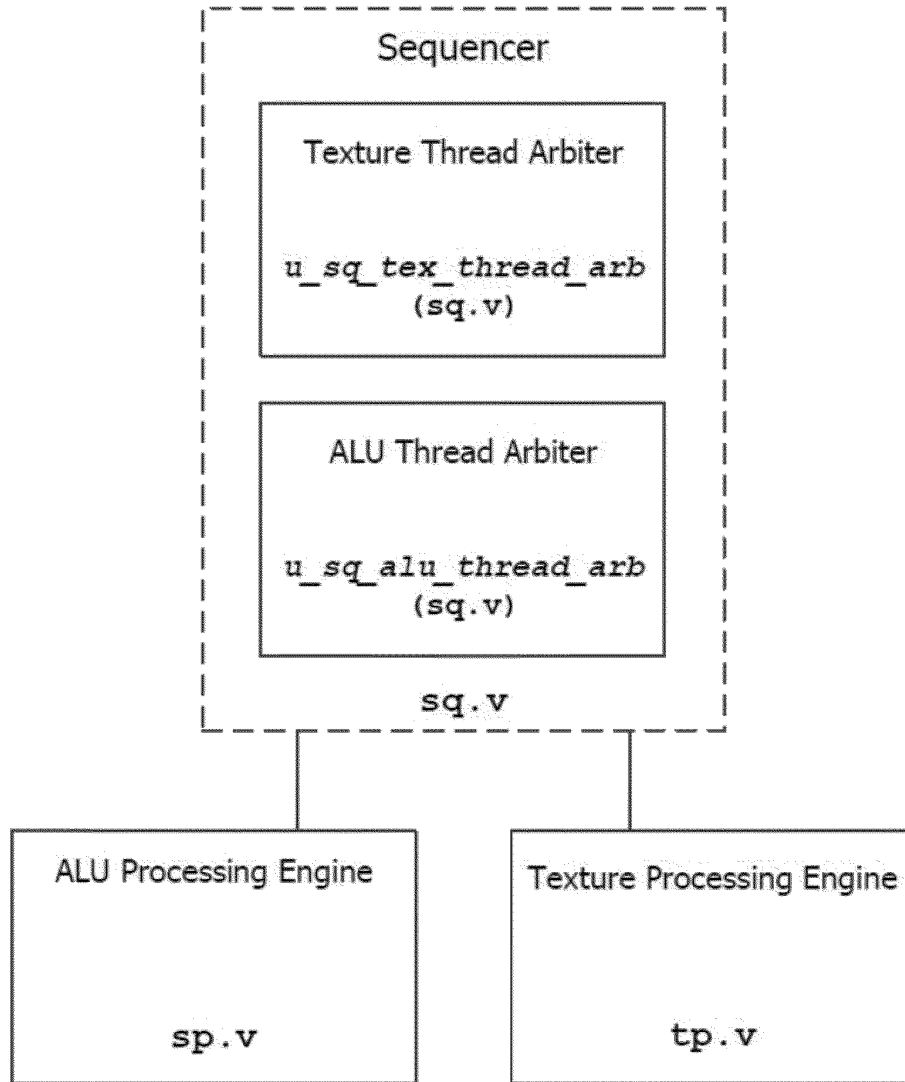 Sequencer
Texture Thread Arbiter
u_sq_tex_thread_arb
(sq.v)
ALU Thread Arbiter
u_sq_alu_thread_arb
(sq.v)
sq.v
ALU Processing Engine
sp.v
Texture Processing Engine
tp.v